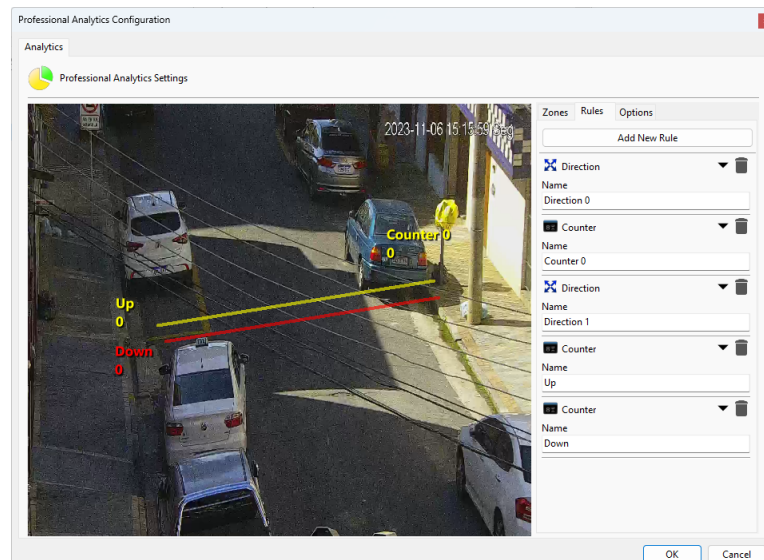 Professional Analytics Configuration
Analytics
Professional Analytics Settings
2023-11-06 15:15:59 Seg
Counter 0
0
Up
0
Down
0
Zones
Rules
Options
Add New Rule
Direction
Name
Direction 0
Counter
Name
Counter 0
Direction
Name
Direction 1
Counter
Name
Up
Counter
Name
Down
OK
Cancel